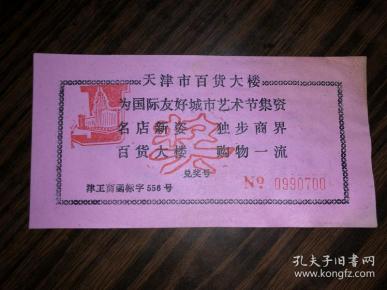 天津市百货大楼
为国际友好城市艺术节集资
名店新姿 独步商界
百货大楼 购物一流
奖
兑奖号
津工商函标字556号
№ 0990700
孔夫子旧书网
www.kongfz.com